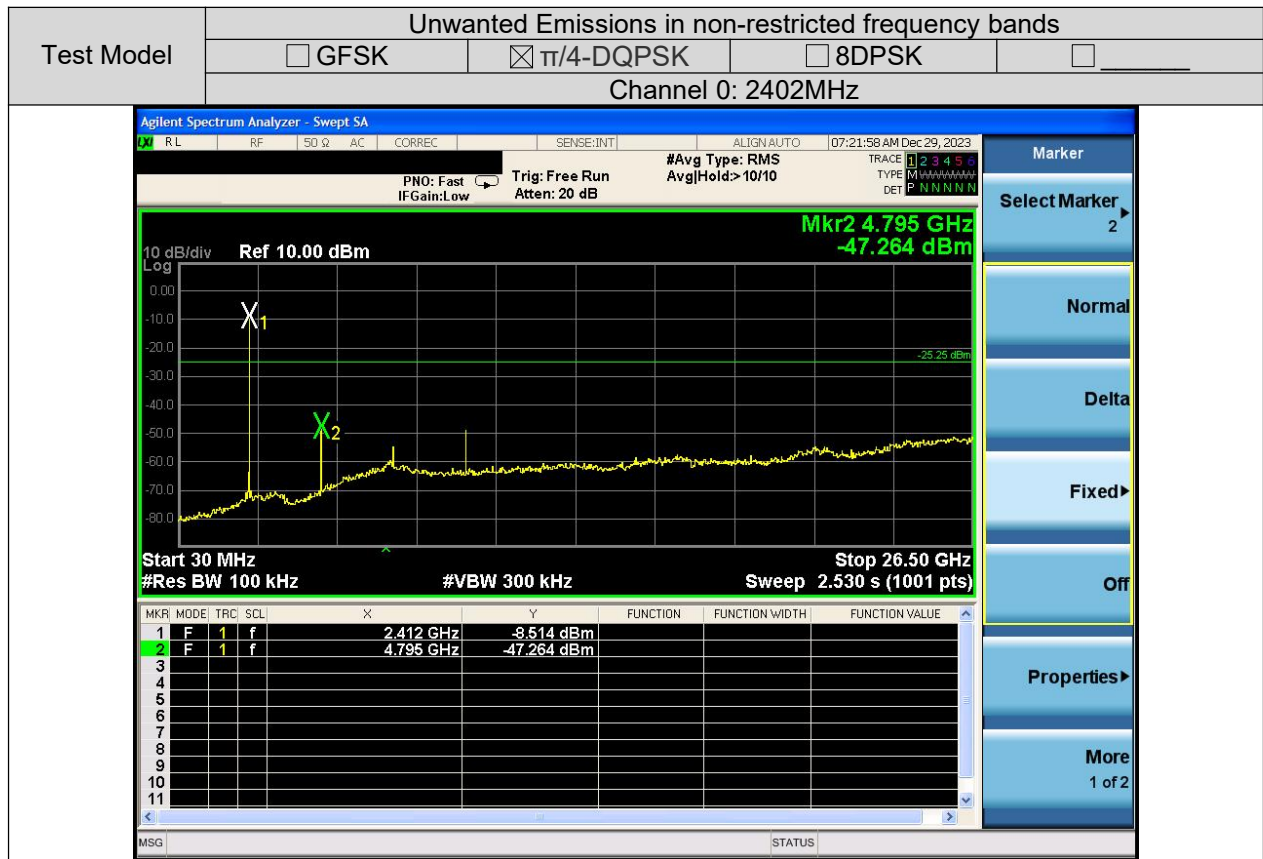 Test Model
Unwanted Emissions in non-restricted frequency bands
☐ GFSK ☒ π/4-DQPSK ☐ 8DPSK ☐ ______
Channel 0: 2402MHz
Agilent Spectrum Analyzer - Swept SA
LXI RL RF 50 Ω AC CORREC SENSE:INT ALIGN AUTO 07:21:58 AM Dec 29, 2023
PNO: Fast Trig: Free Run #Avg Type: RMS TRACE 1 2 3 4 5 6
IFGain:Low Atten: 20 dB Avg|Hold:>10/10 TYPE M
DET P N N N N N
Mkr2 4.795 GHz
-47.264 dBm
10 dB/div Ref 10.00 dBm
Log
0.00
-10.0
-20.0
-30.0
-40.0
-50.0
-60.0
-70.0
-80.0
1
2
-25.25 dBm
Start 30 MHz Stop 26.50 GHz
#Res BW 100 kHz #VBW 300 kHz Sweep 2.530 s (1001 pts)
MKR MODE TRC SCL X Y FUNCTION FUNCTION WIDTH FUNCTION VALUE
1 F 1 f 2.412 GHz -8.514 dBm
2 F 1 f 4.795 GHz -47.264 dBm
3
4
5
6
7
8
9
10
11
MSG STATUS
Marker
Select Marker
2
Normal
Delta
Fixed
Off
Properties
More
1 of 2